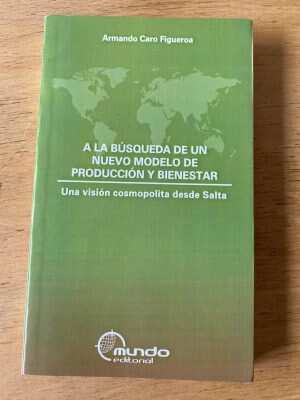 Armando Caro Figueroa
A LA BÚSQUEDA DE UN
NUEVO MODELO DE
PRODUCCIÓN Y BIENESTAR
Una visión cosmopolita desde Salta
mundo
editorial